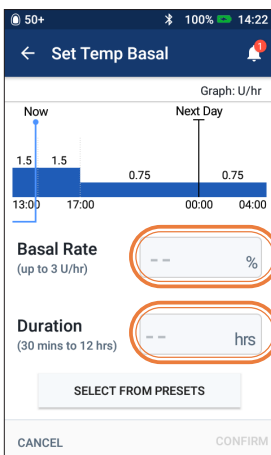 50+ 100% 14:22
Set Temp Basal 1
Graph: U/hr
Now Next Day
1.5 1.5 0.75 0.75
13:00 17:00 00:00 04:00
Basal Rate
(up to 3 U/hr)
-- %
Duration
(30 mins to 12 hrs)
-- hrs
SELECT FROM PRESETS
CANCEL CONFIRM